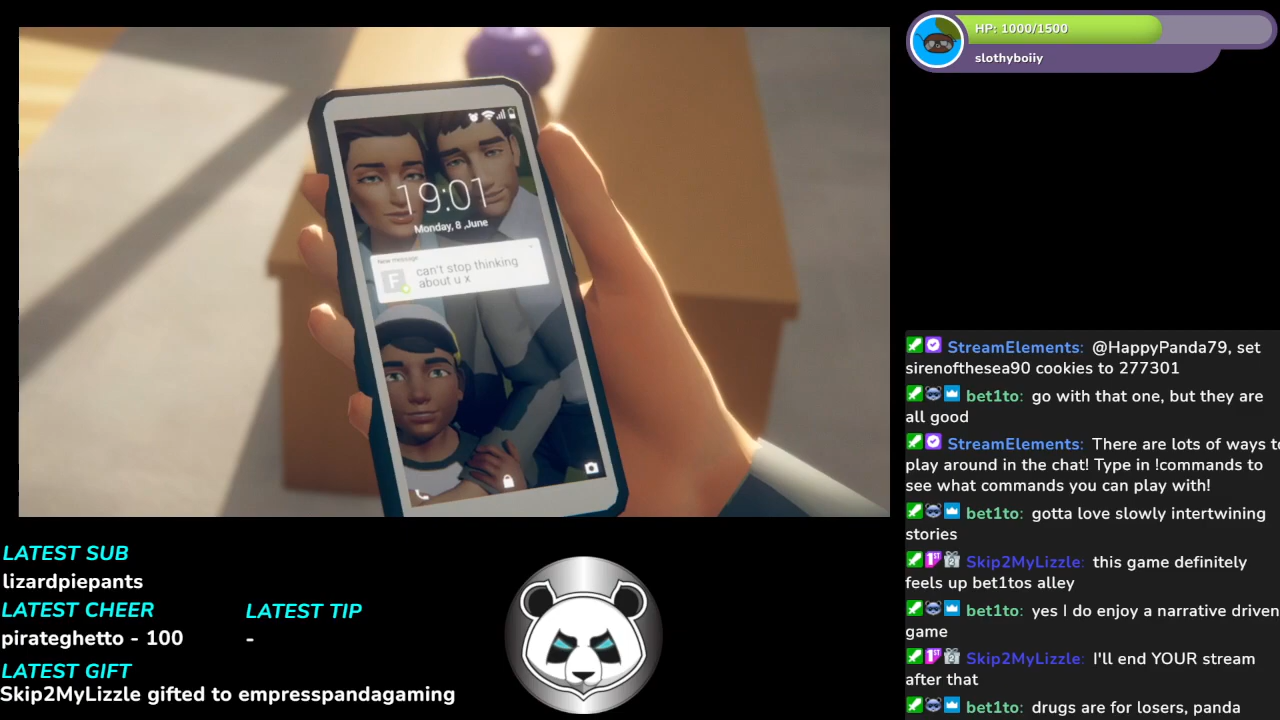 HP: 1000/1500
slothyboiiy
19:01
Monday, 8 ,June
New message
F
can't stop thinking
about u x
StreamElements: @HappyPanda79, set
sirenofthesea90 cookies to 277301
bet1to: go with that one, but they are
all good
StreamElements: There are lots of ways to
play around in the chat! Type in !commands to
see what commands you can play with!
bet1to: gotta love slowly intertwining
stories
Skip2MyLizzle: this game definitely
feels up bet1tos alley
bet1to: yes I do enjoy a narrative driven
game
Skip2MyLizzle: I'll end YOUR stream
after that
bet1to: drugs are for losers, panda
LATEST SUB
lizardpiepants
LATEST CHEER
pirateghetto - 100
LATEST TIP
-
LATEST GIFT
Skip2MyLizzle gifted to empresspandagaming